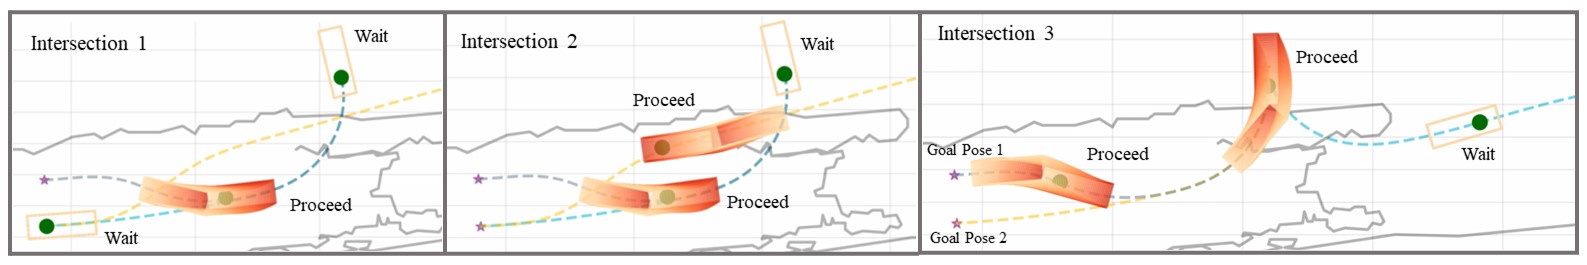 Intersection 1
Wait
Proceed
Wait
Intersection 2
Wait
Proceed
Proceed
Intersection 3
Proceed
Wait
Goal Pose 1
Proceed
Goal Pose 2